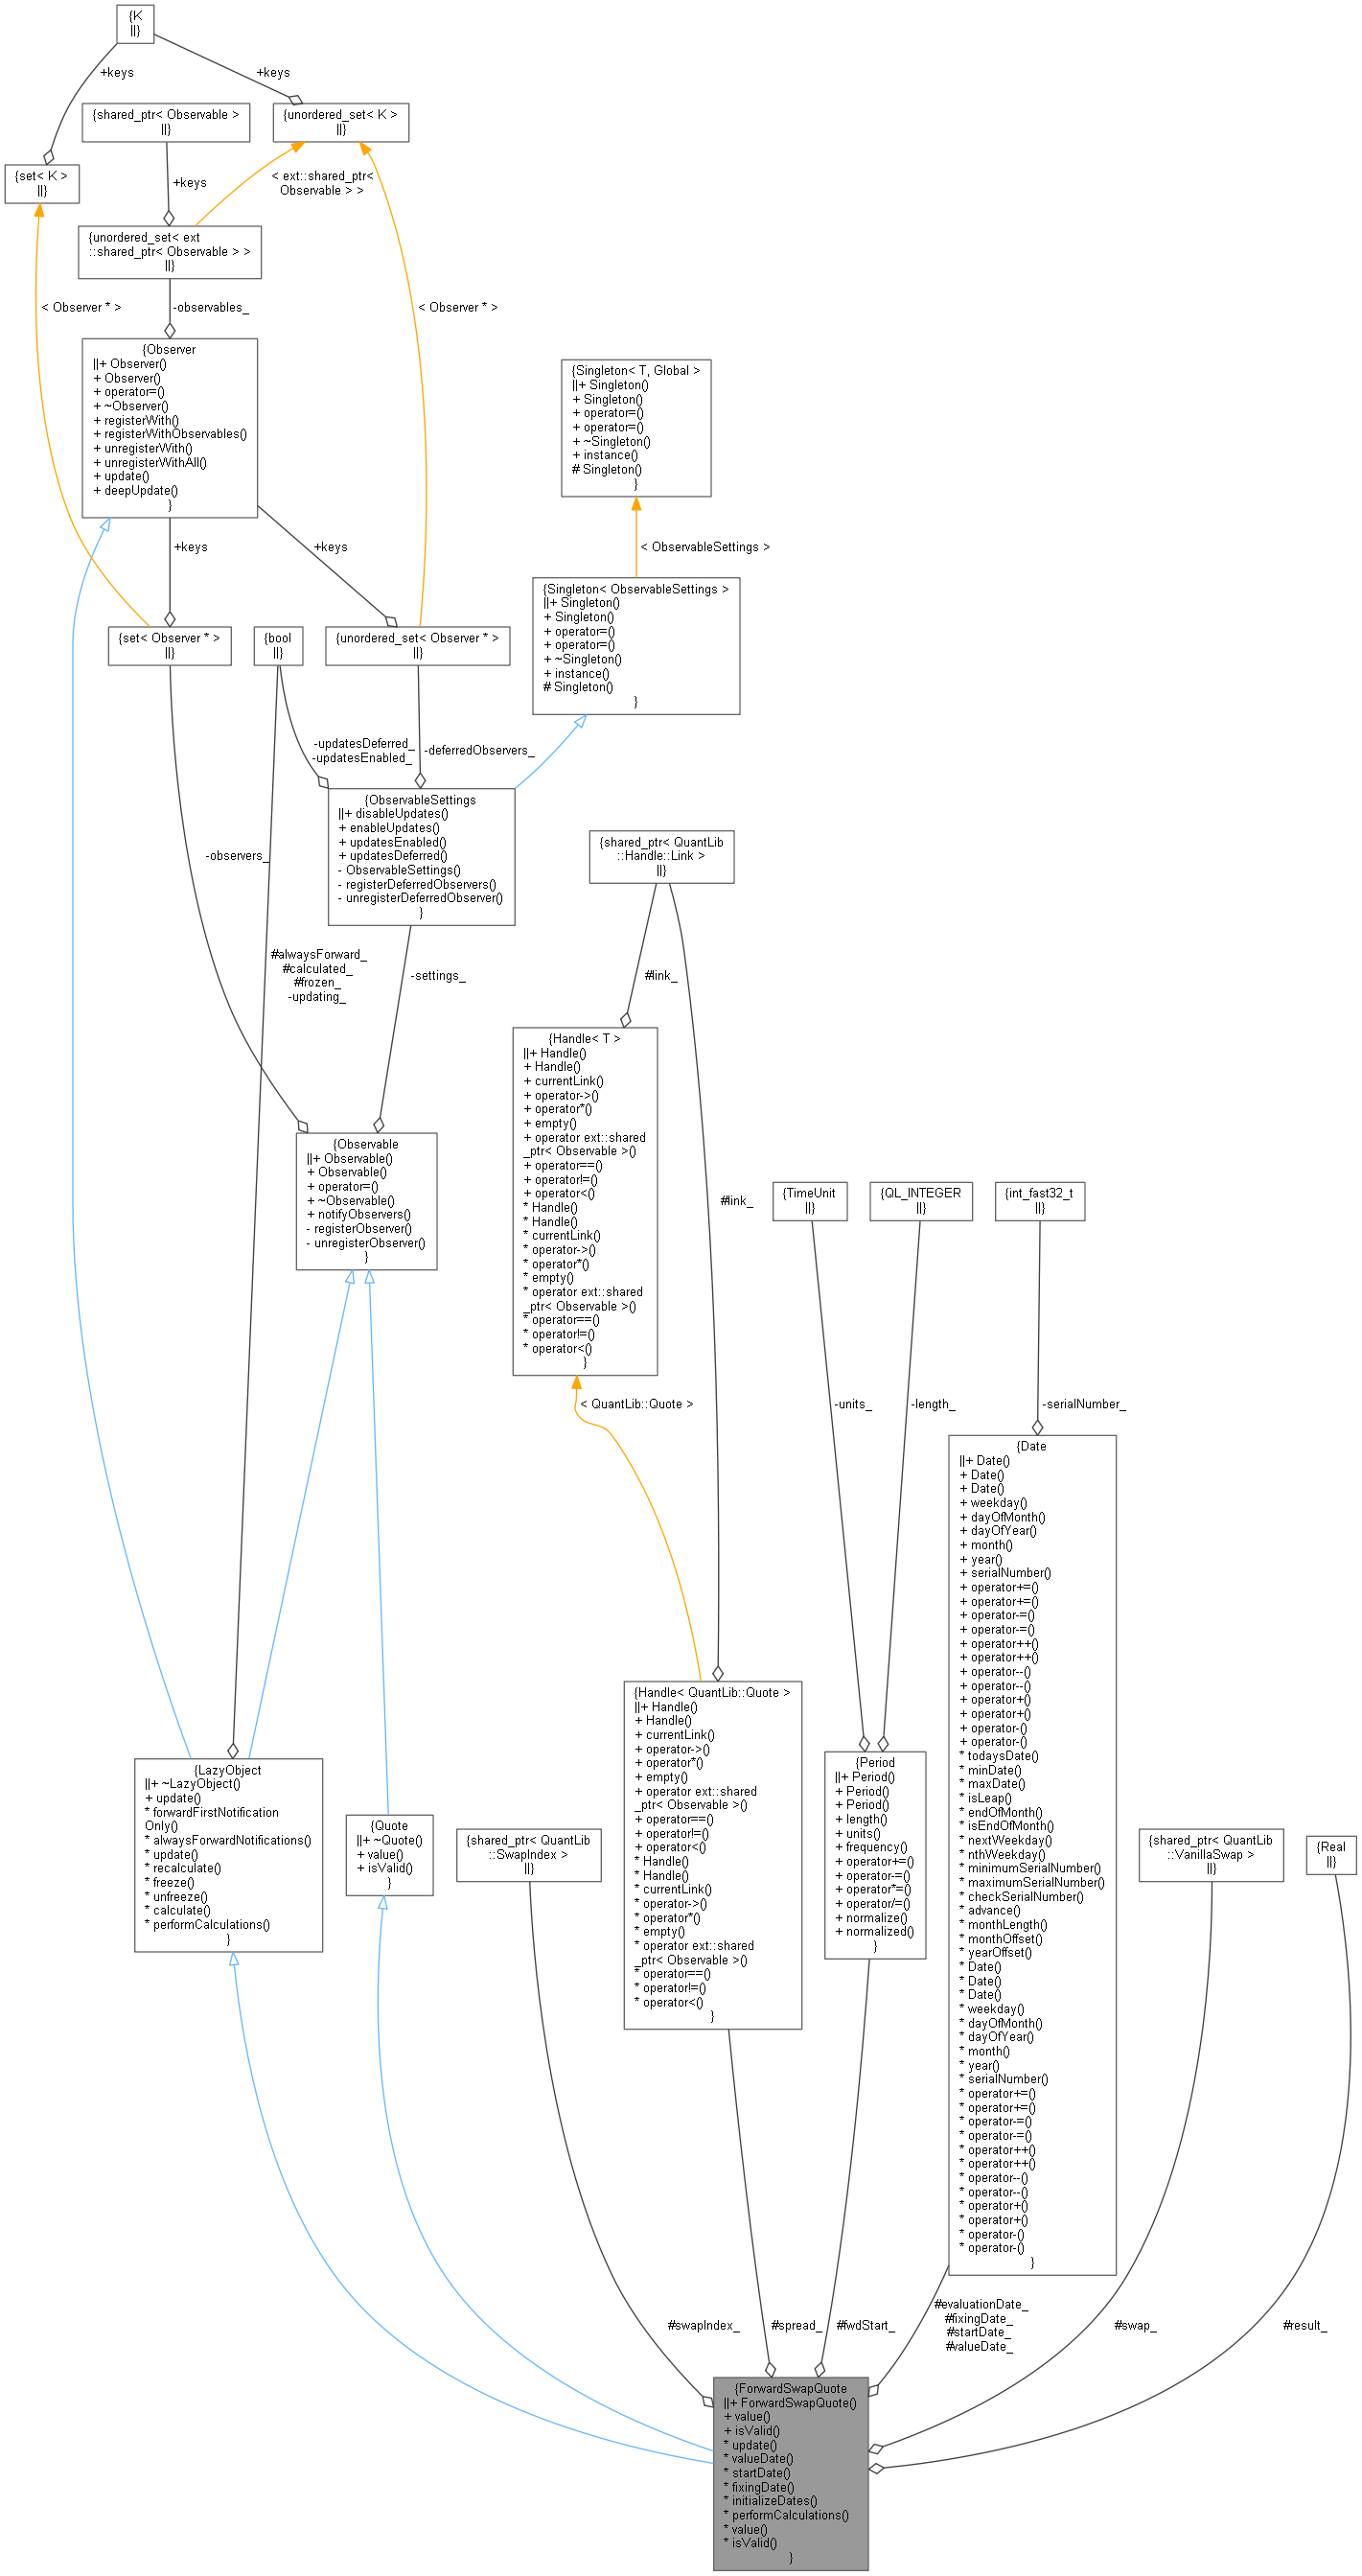 {K
||}
+keys
+keys
{shared_ptr< Observable >
||}
{unordered_set< K >
||}
{set< K >
||}
+keys
< ext::shared_ptr<
Observable > >
{unordered_set< ext
::shared_ptr< Observable > >
||}
< Observer * >
-observables_
< Observer * >
{Observer
||+ Observer()
+ Observer()
+ operator=()
+ ~Observer()
+ registerWith()
+ registerWithObservables()
+ unregisterWith()
+ unregisterWithAll()
+ update()
+ deepUpdate()
}
{Singleton< T, Global >
||+ Singleton()
+ Singleton()
+ operator=()
+ operator=()
+ ~Singleton()
+ instance()
# Singleton()
}
+keys
+keys
< ObservableSettings >
{Singleton< ObservableSettings >
||+ Singleton()
+ Singleton()
+ operator=()
+ operator=()
+ ~Singleton()
+ instance()
# Singleton()
}
{set< Observer * >
||}
{bool
||}
{unordered_set< Observer * >
||}
-updatesDeferred_
-updatesEnabled_
-deferredObservers_
{ObservableSettings
||+ disableUpdates()
+ enableUpdates()
+ updatesEnabled()
+ updatesDeferred()
- ObservableSettings()
- registerDeferredObservers()
- unregisterDeferredObserver()
}
{shared_ptr< QuantLib
::Handle::Link >
||}
-observers_
#alwaysForward_
#calculated_
#frozen_
-updating_
-settings_
#link_
{Handle< T >
||+ Handle()
+ Handle()
+ currentLink()
+ operator->()
+ operator*()
+ empty()
+ operator ext::shared
_ptr< Observable >()
+ operator==()
+ operator!=()
+ operator<()
* Handle()
* Handle()
* currentLink()
* operator->()
* operator*()
* empty()
* operator ext::shared
_ptr< Observable >()
* operator==()
* operator!=()
* operator<()
}
{Observable
||+ Observable()
+ Observable()
+ operator=()
+ ~Observable()
+ notifyObservers()
- registerObserver()
- unregisterObserver()
}
#link_
{TimeUnit
||}
{QL_INTEGER
||}
{int_fast32_t
||}
< QuantLib::Quote >
-units_
-length_
-serialNumber_
{Date
||+ Date()
+ Date()
+ Date()
+ weekday()
+ dayOfMonth()
+ dayOfYear()
+ month()
+ year()
+ serialNumber()
+ operator+=()
+ operator+=()
+ operator-=()
+ operator-=()
+ operator++()
+ operator++()
+ operator--()
+ operator--()
+ operator+()
+ operator+()
+ operator-()
+ operator-()
* todaysDate()
* minDate()
* maxDate()
* isLeap()
* endOfMonth()
* isEndOfMonth()
* nextWeekday()
* nthWeekday()
* minimumSerialNumber()
* maximumSerialNumber()
* checkSerialNumber()
* advance()
* monthLength()
* monthOffset()
* yearOffset()
* Date()
* Date()
* Date()
* weekday()
* dayOfMonth()
* dayOfYear()
* month()
* year()
* serialNumber()
* operator+=()
* operator+=()
* operator-=()
* operator-=()
* operator++()
* operator++()
* operator--()
* operator--()
* operator+()
* operator+()
* operator-()
* operator-()
}
{Handle< QuantLib::Quote >
||+ Handle()
+ Handle()
+ currentLink()
+ operator->()
+ operator*()
+ empty()
+ operator ext::shared
_ptr< Observable >()
+ operator==()
+ operator!=()
+ operator<()
* Handle()
* Handle()
* currentLink()
* operator->()
* operator*()
* empty()
* operator ext::shared
_ptr< Observable >()
* operator==()
* operator!=()
* operator<()
}
{Period
||+ Period()
+ Period()
+ Period()
+ length()
+ units()
+ frequency()
+ operator+=()
+ operator-=()
+ operator*=()
+ operator/=()
+ normalize()
+ normalized()
}
{LazyObject
||+ ~LazyObject()
+ update()
* forwardFirstNotification
Only()
* alwaysForwardNotifications()
* update()
* recalculate()
* freeze()
* unfreeze()
* calculate()
* performCalculations()
}
{Quote
||+ ~Quote()
+ value()
+ isValid()
}
{shared_ptr< QuantLib
::SwapIndex >
||}
{shared_ptr< QuantLib
::VanillaSwap >
||}
{Real
||}
#swapIndex_
#spread_
#fwdStart_
#evaluationDate_
#fixingDate_
#startDate_
#valueDate_
#swap_
#result_
{ForwardSwapQuote
||+ ForwardSwapQuote()
+ value()
+ isValid()
* update()
* valueDate()
* startDate()
* fixingDate()
* initializeDates()
* performCalculations()
* value()
* isValid()
}